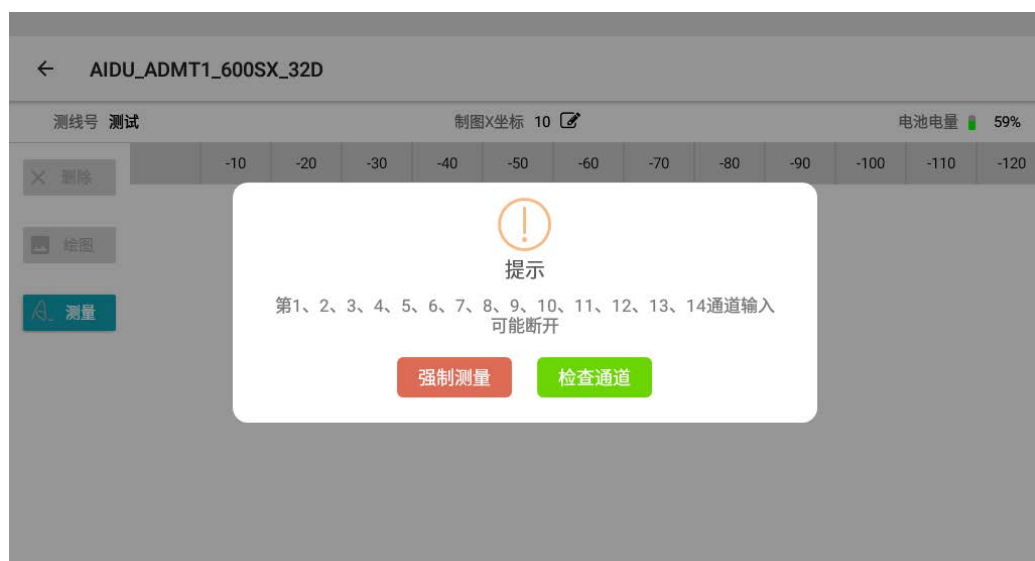 AIDU_ADMT1_600SX_32D
测线号 测试 制图X坐标 10 电池电量 59%
删除 -10 -20 -30 -40 -50 -60 -70 -80 -90 -100 -110 -120
绘图
测量
提示
第1、2、3、4、5、6、7、8、9、10、11、12、13、14通道输入
可能断开
强制测量 检查通道